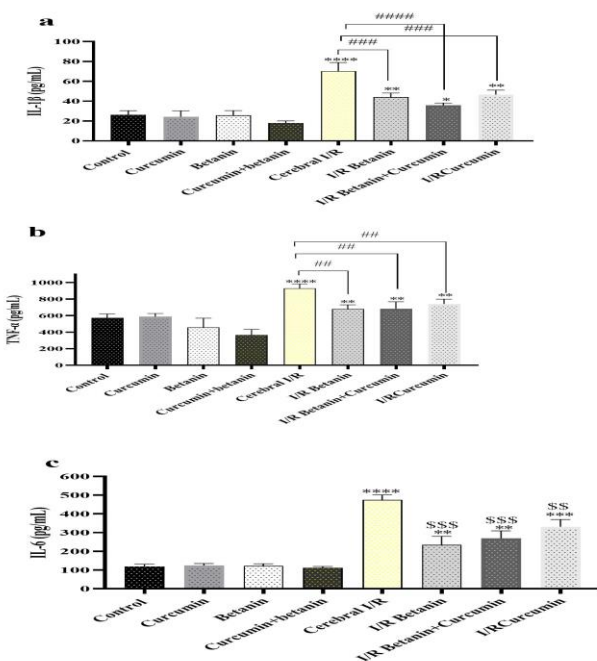 a
####
###
###
****
**
*
**
IL-1β (pg/mL)
100
80
60
40
20
0
Control
Curcumin
Betanin
Curcumin+betanin
Cerebral I/R
I/R Betanin
I/R Betanin+Curcumin
I/RCurcumin
b
##
##
##
****
**
**
**
TNF-α (pg/mL)
1000
800
600
400
200
0
Control
Curcumin
Betanin
Curcumin+betanin
Cerebral I/R
I/R Betanin
I/R Betanin+Curcumin
I/RCurcumin
c
****
$$$
**
$$$
**
$$
***
IL-6 (pg/mL)
600
500
400
300
200
100
0
Control
Curcumin
Betanin
Curcumin+betanin
Cerebral I/R
I/R Betanin
I/R Betanin+Curcumin
I/RCurcumin